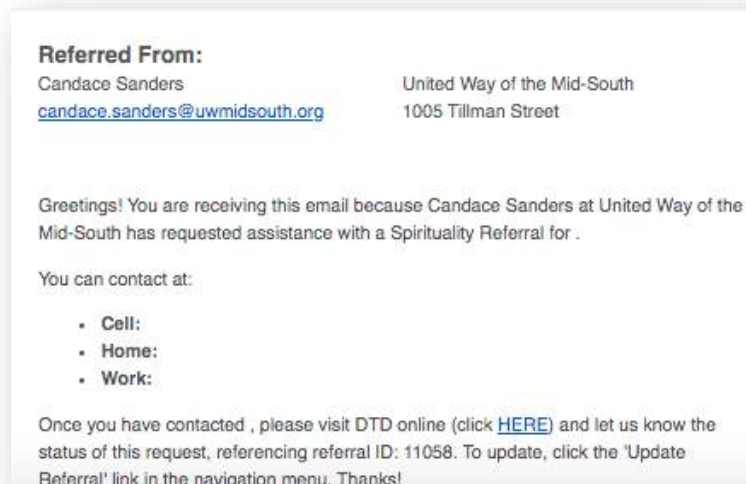 Referred From:
Candace Sanders
United Way of the Mid-South
candace.sanders@uwmidsouth.org
1005 Tillman Street
Greetings! You are receiving this email because Candace Sanders at United Way of the
Mid-South has requested assistance with a Spirituality Referral for .
You can contact at:
• Cell:
• Home:
• Work:
Once you have contacted , please visit DTD online (click HERE) and let us know the
status of this request, referencing referral ID: 11058. To update, click the 'Update
Referral' link in the navigation menu. Thanks!